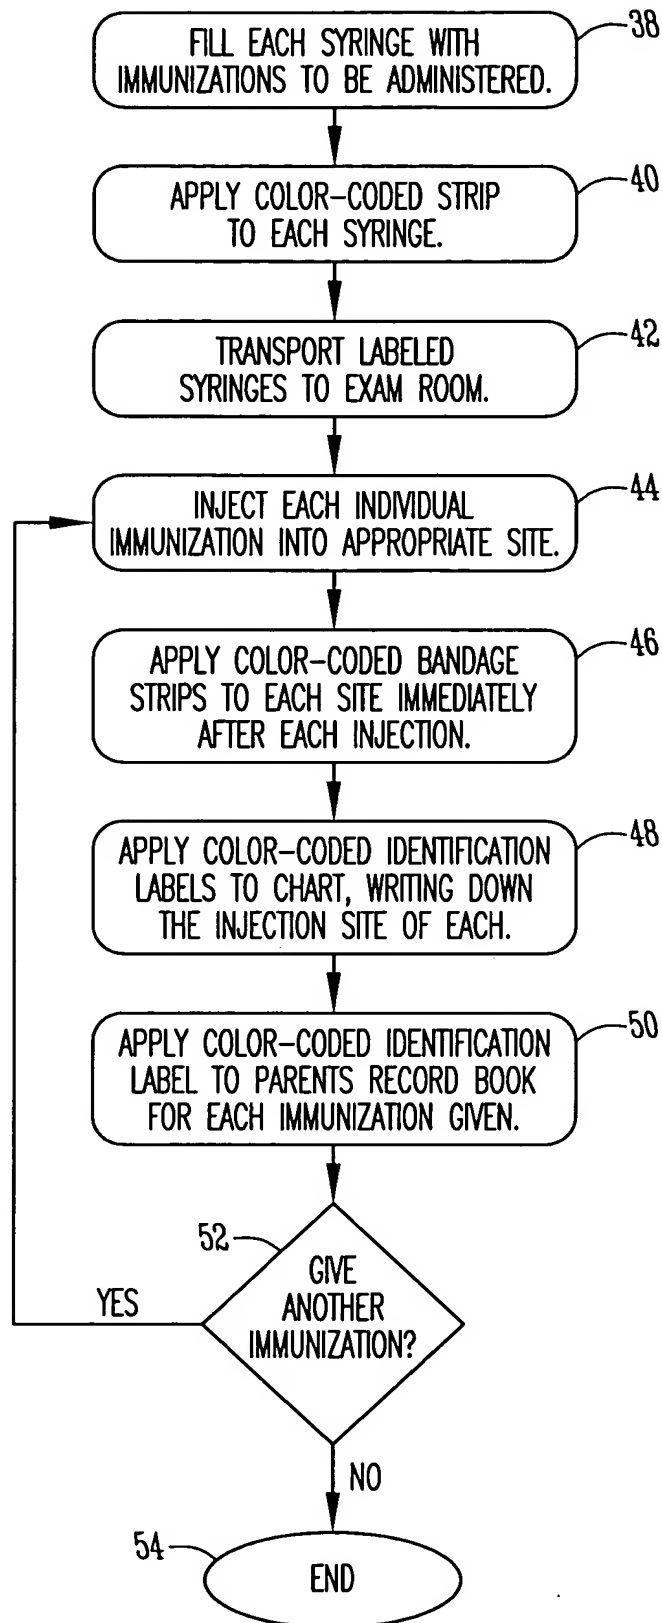 FILL EACH SYRINGE WITH
IMMUNIZATIONS TO BE ADMINISTERED.
38
APPLY COLOR-CODED STRIP
TO EACH SYRINGE.
40
TRANSPORT LABELED
SYRINGES TO EXAM ROOM.
42
INJECT EACH INDIVIDUAL
IMMUNIZATION INTO APPROPRIATE SITE.
44
APPLY COLOR-CODED BANDAGE
STRIPS TO EACH SITE IMMEDIATELY
AFTER EACH INJECTION.
46
APPLY COLOR-CODED IDENTIFICATION
LABELS TO CHART, WRITING DOWN
THE INJECTION SITE OF EACH.
48
APPLY COLOR-CODED IDENTIFICATION
LABEL TO PARENTS RECORD BOOK
FOR EACH IMMUNIZATION GIVEN.
50
52
GIVE
ANOTHER
IMMUNIZATION?
YES
NO
54
END